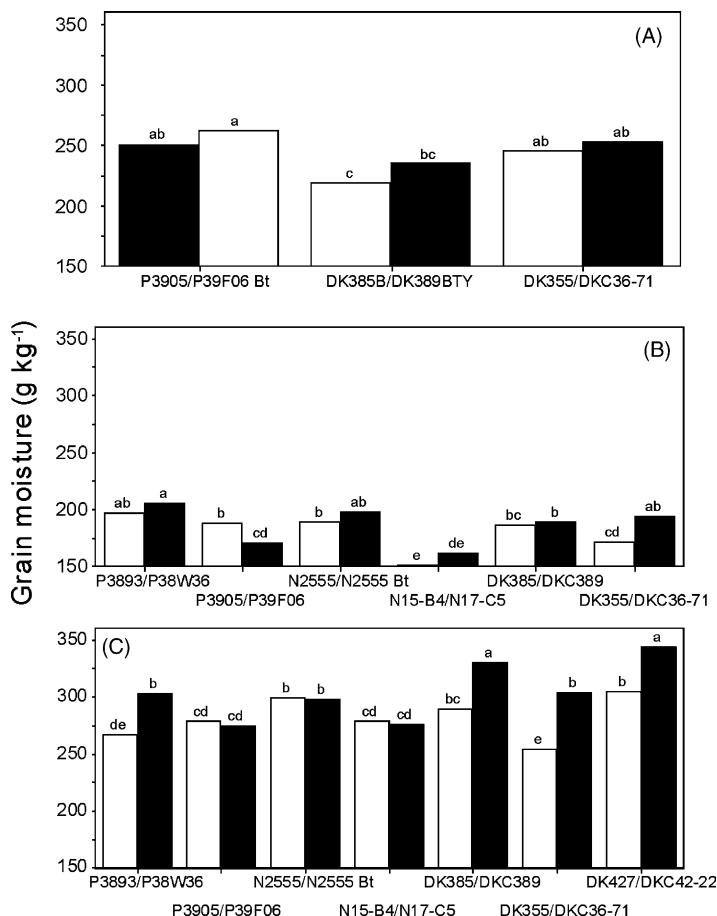 Grain moisture (g kg⁻¹)
(A)
350
300
250
200
150
ab a c bc ab ab
P3905/P39F06 Bt DK385B/DK389BTY DK355/DKC36-71
(B)
350
300
250
200
150
ab a b cd b ab e de bc b cd ab
P3893/P38W36 N2555/N2555 Bt DK385/DKC389
P3905/P39F06 N15-B4/N17-C5 DK355/DKC36-71
(C)
350
300
250
200
150
de b cd cd b b cd cd bc a e b b a
P3893/P38W36 N2555/N2555 Bt DK385/DKC389 DK427/DKC42-22
P3905/P39F06 N15-B4/N17-C5 DK355/DKC36-71